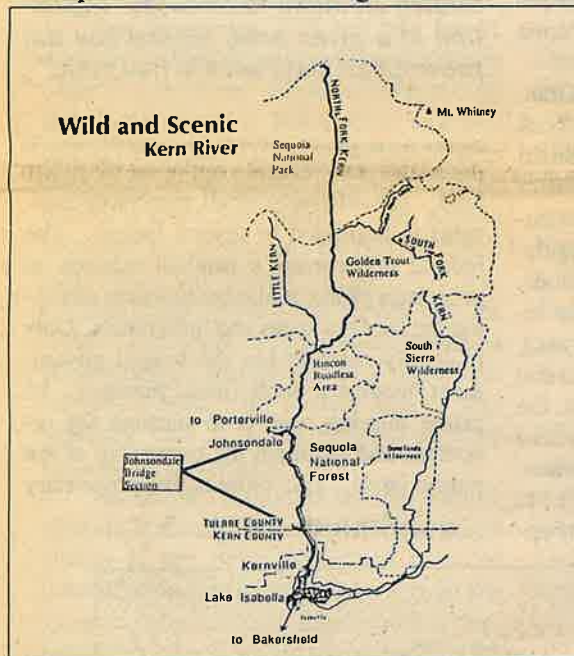 Wild and Scenic
Kern River
Sequoia
National
Park
NORTH FORK KERN
Mt. Whitney
LITTLE KERN
Golden Trout
Wilderness
SOUTH FORK
KERN
Rincon
Roadless
Area
South
Sierra
Wilderness
to Porterville
Johnsondale
Johnsondale
Bridge
Section
Sequoia
National
Forest
Wilderness
TULARE COUNTY
KERN COUNTY
Kernville
Lake Isabella
to Bakersfield